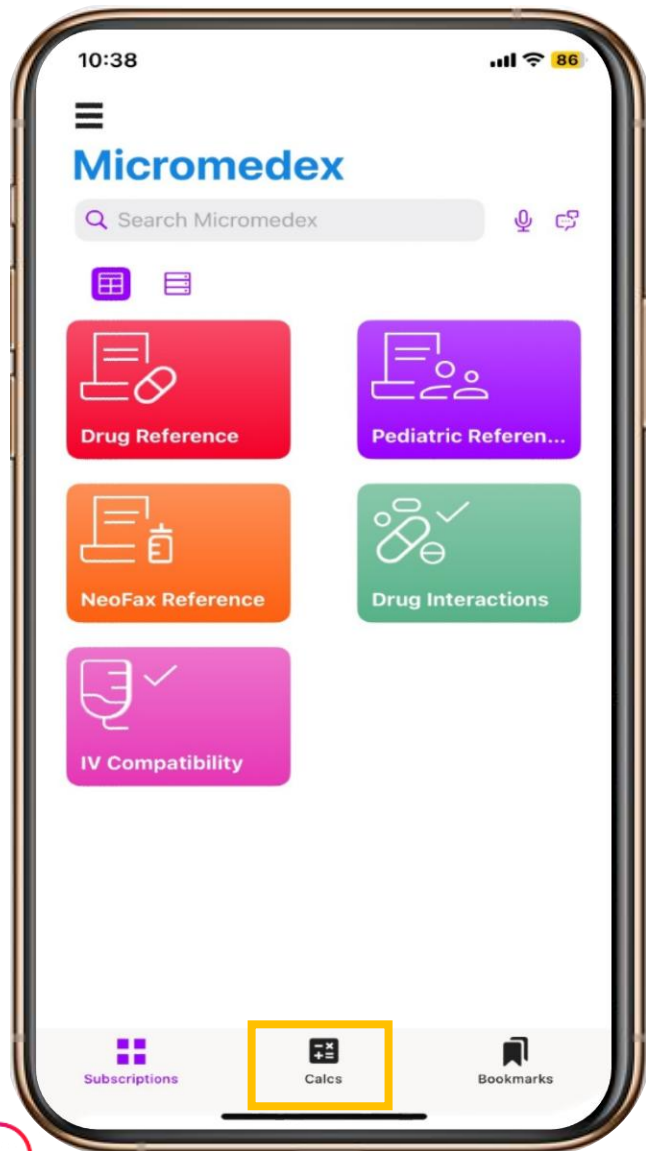 10:38
86
Micromedex
Search Micromedex
Drug Reference
Pediatric Referen...
NeoFax Reference
Drug Interactions
IV Compatibility
Subscriptions
Calcs
Bookmarks